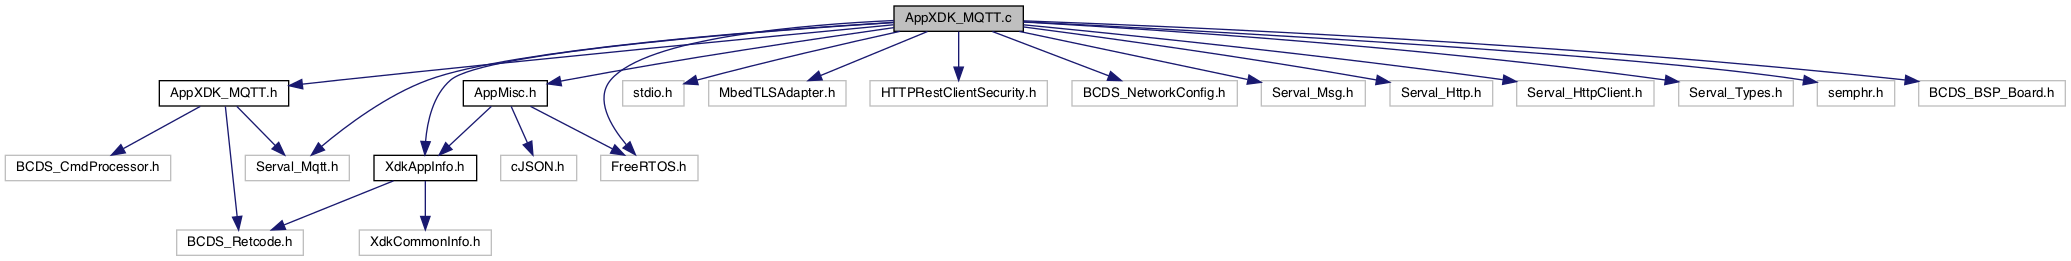 AppXDK_MQTT.c
AppXDK_MQTT.h
AppMisc.h
stdio.h
MbedTLSAdapter.h
HTTPRestClientSecurity.h
BCDS_NetworkConfig.h
Serval_Msg.h
Serval_Http.h
Serval_HttpClient.h
Serval_Types.h
semphr.h
BCDS_BSP_Board.h
BCDS_CmdProcessor.h
Serval_Mqtt.h
XdkAppInfo.h
cJSON.h
FreeRTOS.h
BCDS_Retcode.h
XdkCommonInfo.h